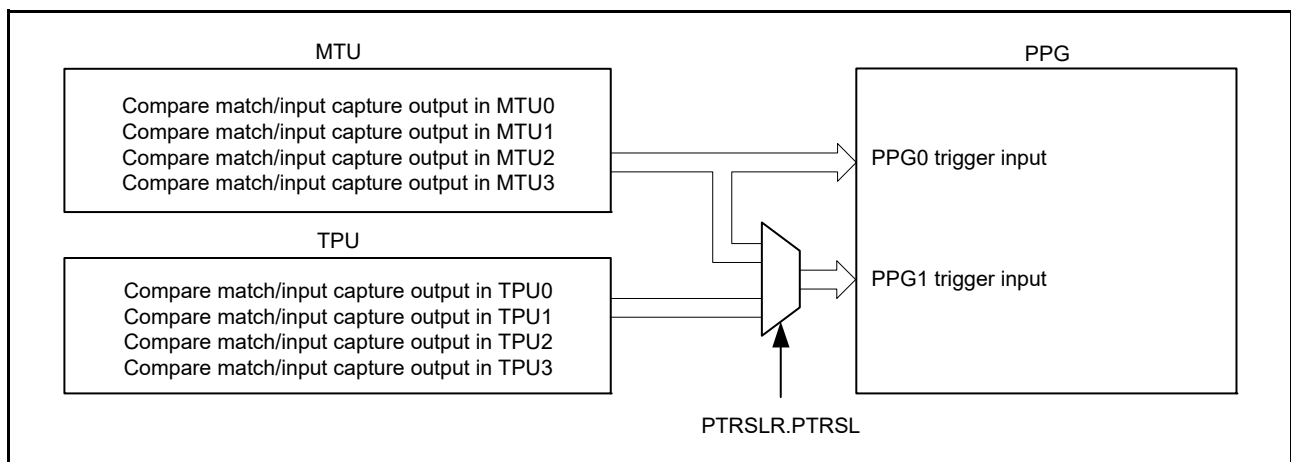 MTU
Compare match/input capture output in MTU0
Compare match/input capture output in MTU1
Compare match/input capture output in MTU2
Compare match/input capture output in MTU3
TPU
Compare match/input capture output in TPU0
Compare match/input capture output in TPU1
Compare match/input capture output in TPU2
Compare match/input capture output in TPU3
PPG
PPG0 trigger input
PPG1 trigger input
PTRSLR.PTRSL